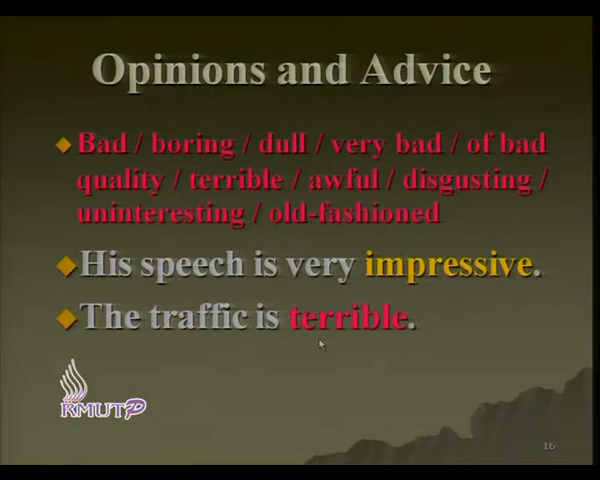 Opinions and Advice
Bad / boring / dull / very bad / of bad
quality / terrible / awful / disgusting /
uninteresting / old-fashioned
His speech is very impressive.
The traffic is terrible.
RMUTP
16